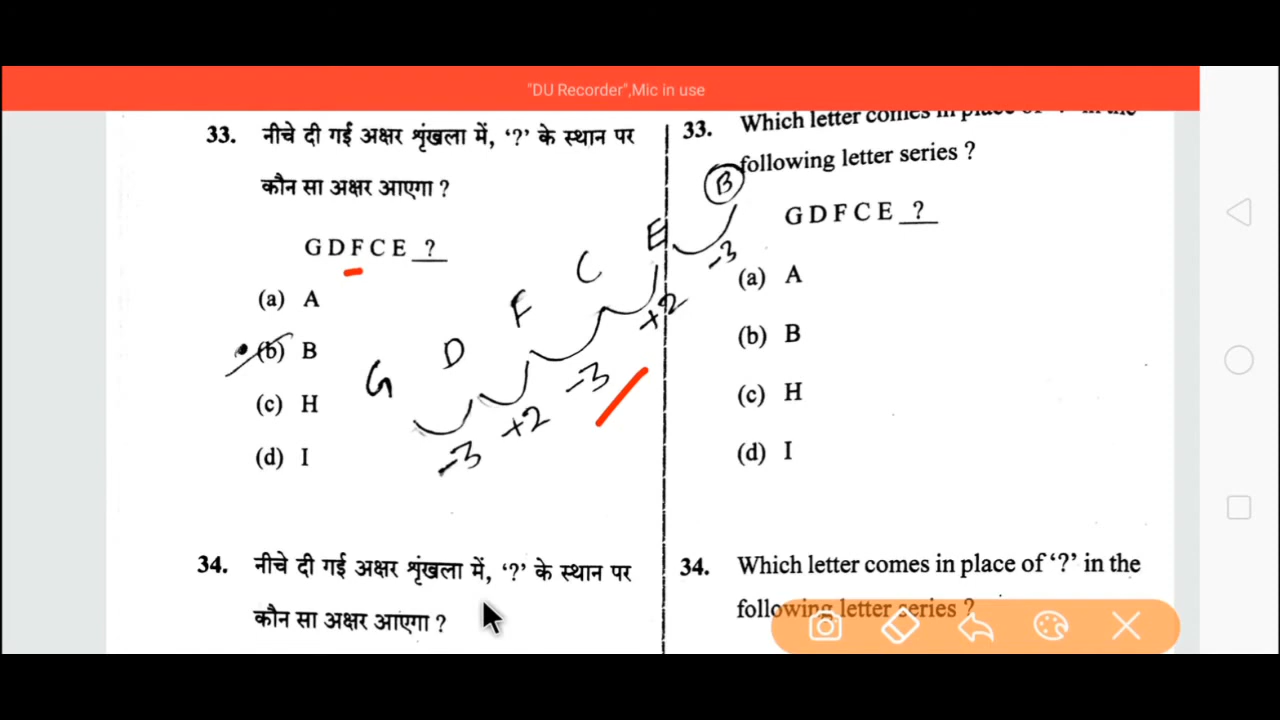 "DU Recorder",Mic in use
33. नीचे दी गई अक्षर श्रृंखला में, ‘?’ के स्थान पर
कौन सा अक्षर आएगा ?
G D F C E ?
(a) A
(b) B
(c) H
(d) I
G D F C E B
-3 +2 -3 +2 -3
34. नीचे दी गई अक्षर श्रृंखला में, ‘?’ के स्थान पर
कौन सा अक्षर आएगा ?
33. Which letter comes in place of ‘?’ in the
following letter series ?
G D F C E ?
(a) A
(b) B
(c) H
(d) I
34. Which letter comes in place of ‘?’ in the
following letter series ?